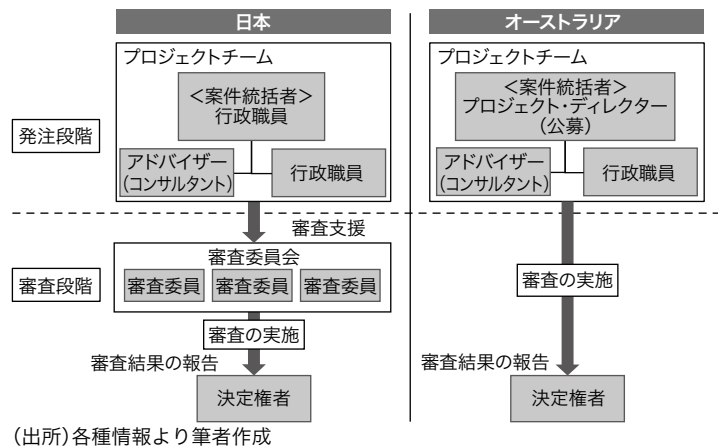 日本
プロジェクトチーム
＜案件統括者＞
行政職員
発注段階
アドバイザー
（コンサルタント）
行政職員
審査支援
審査委員会
審査段階
審査委員
審査委員
審査委員
審査の実施
審査結果の報告
決定権者
オーストラリア
プロジェクトチーム
＜案件統括者＞
プロジェクト・ディレクター
（公募）
アドバイザー
（コンサルタント）
行政職員
審査の実施
審査結果の報告
決定権者
（出所）各種情報より筆者作成